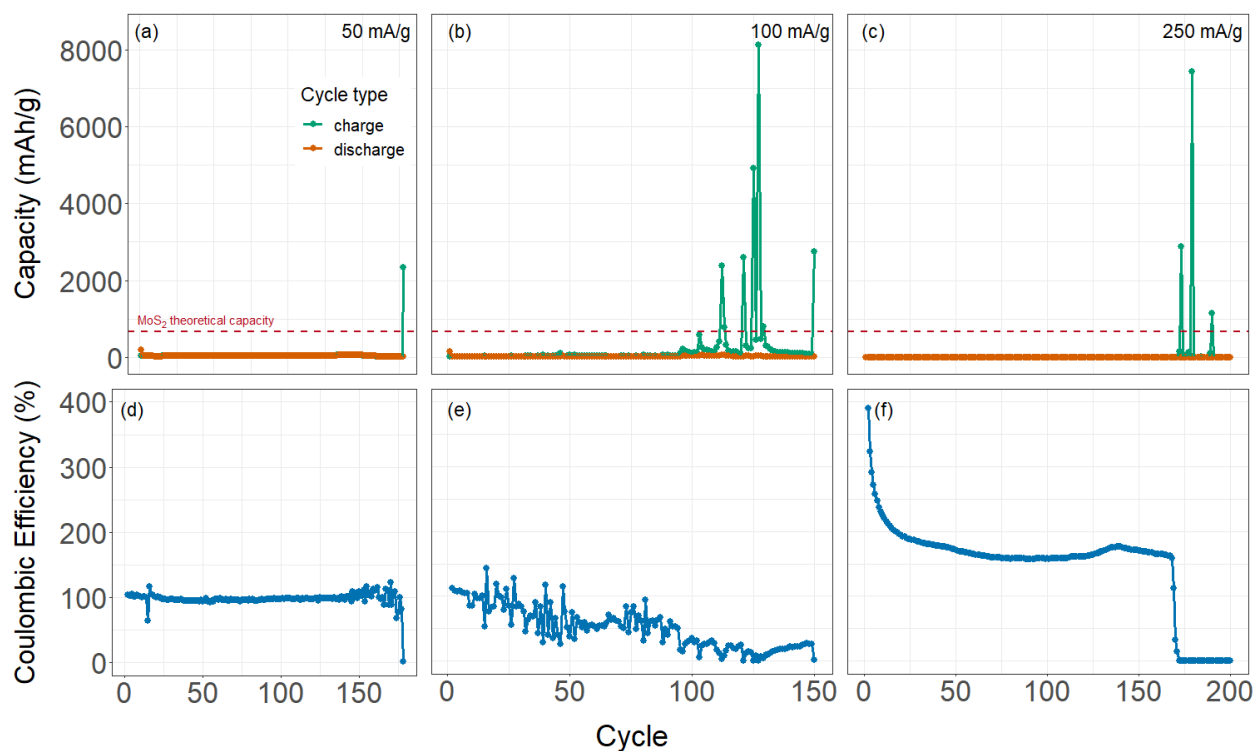 (a) 50 mA/g
(b) 100 mA/g
(c) 250 mA/g
Capacity (mAh/g)
8000
6000
4000
2000
0
Cycle type
charge
discharge
MoS2 theoretical capacity
(d)
(e)
(f)
Coulombic Efficiency (%)
400
300
200
100
0
0 50 100 150
0 50 100 150
0 50 100 150 200
Cycle